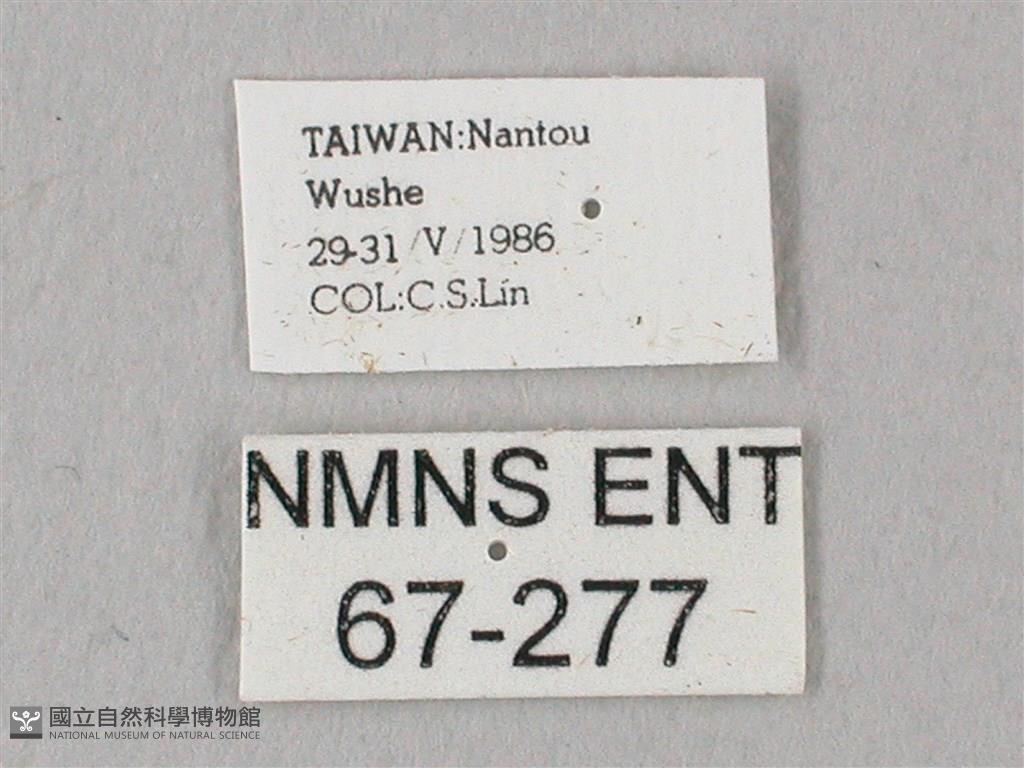 TAIWAN:Nantou
Wushe
29-31/V/1986
COL:C.S.Lin
NMNS ENT
67-277
國立自然科學博物館
NATIONAL MUSEUM OF NATURAL SCIENCE